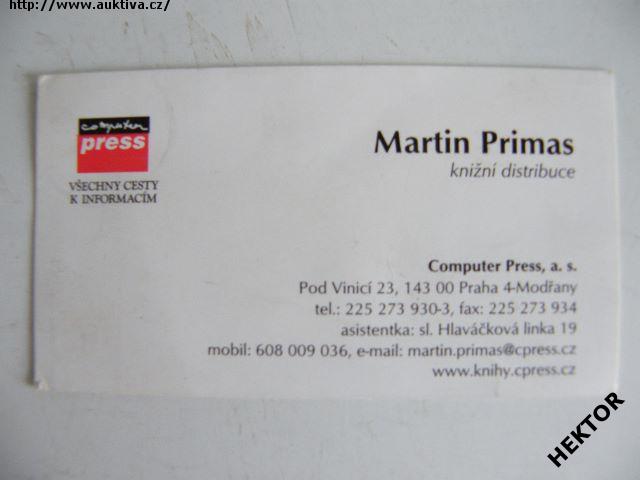 http://www.auktiva.cz/
computer
press
VŠECHNY CESTY
K INFORMACÍM
Martin Primas
knižní distribuce
Computer Press, a. s.
Pod Vinicí 23, 143 00 Praha 4-Modřany
tel.: 225 273 930-3, fax: 225 273 934
asistentka: sl. Hlaváčková linka 19
mobil: 608 009 036, e-mail: martin.primas@cpress.cz
www.knihy.cpress.cz
HEKTOR